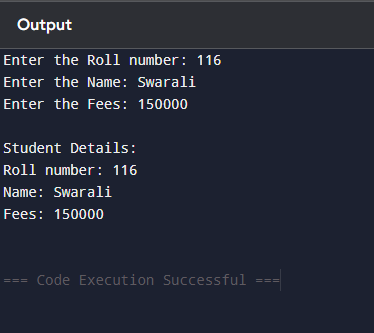 Output
Enter the Roll number: 116
Enter the Name: Swarali
Enter the Fees: 150000
Student Details:
Roll number: 116
Name: Swarali
Fees: 150000
=== Code Execution Successful ===